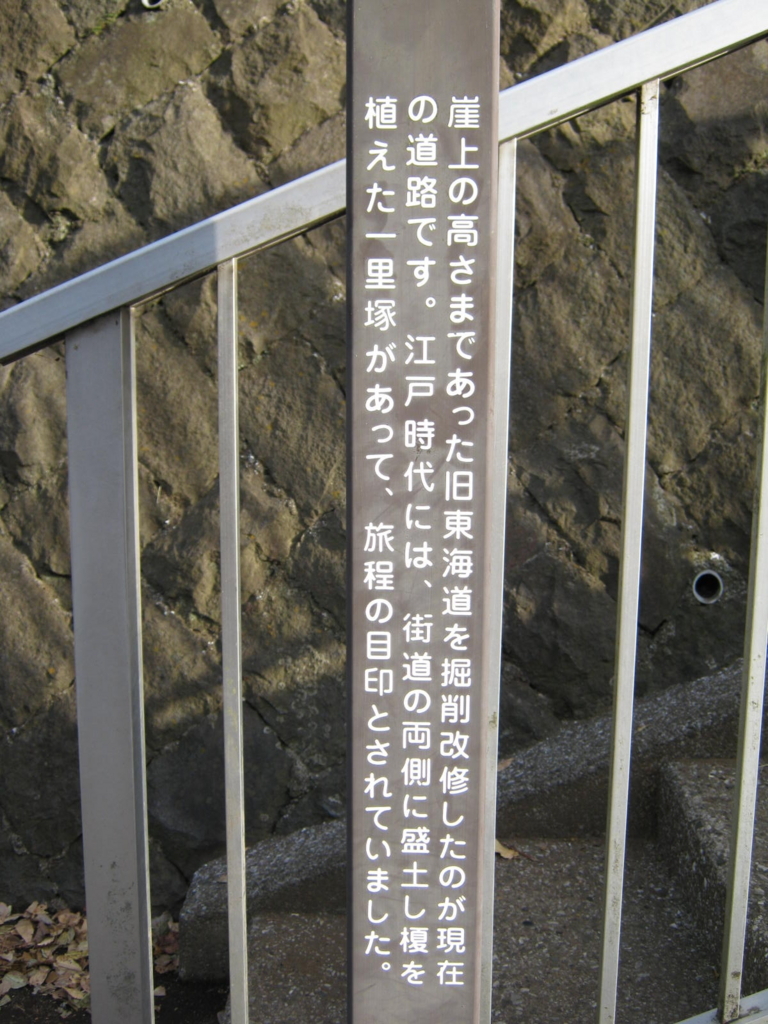 崖上の高さまであった旧東海道を掘削改修したのが現在
の道路です。江戸時代には、街道の両側に盛土し榎を
植えた一里塚があって、旅程の目印とされていました。